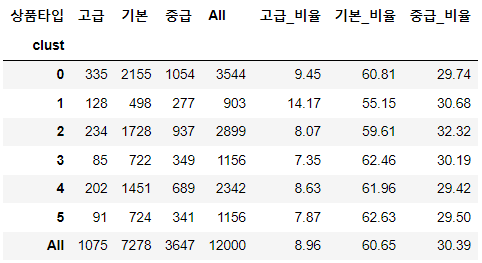 상품타입 고급 기본 중급 All 고급_비율 기본_비율 중급_비율
clust
0 335 2155 1054 3544 9.45 60.81 29.74
1 128 498 277 903 14.17 55.15 30.68
2 234 1728 937 2899 8.07 59.61 32.32
3 85 722 349 1156 7.35 62.46 30.19
4 202 1451 689 2342 8.63 61.96 29.42
5 91 724 341 1156 7.87 62.63 29.50
All 1075 7278 3647 12000 8.96 60.65 30.39